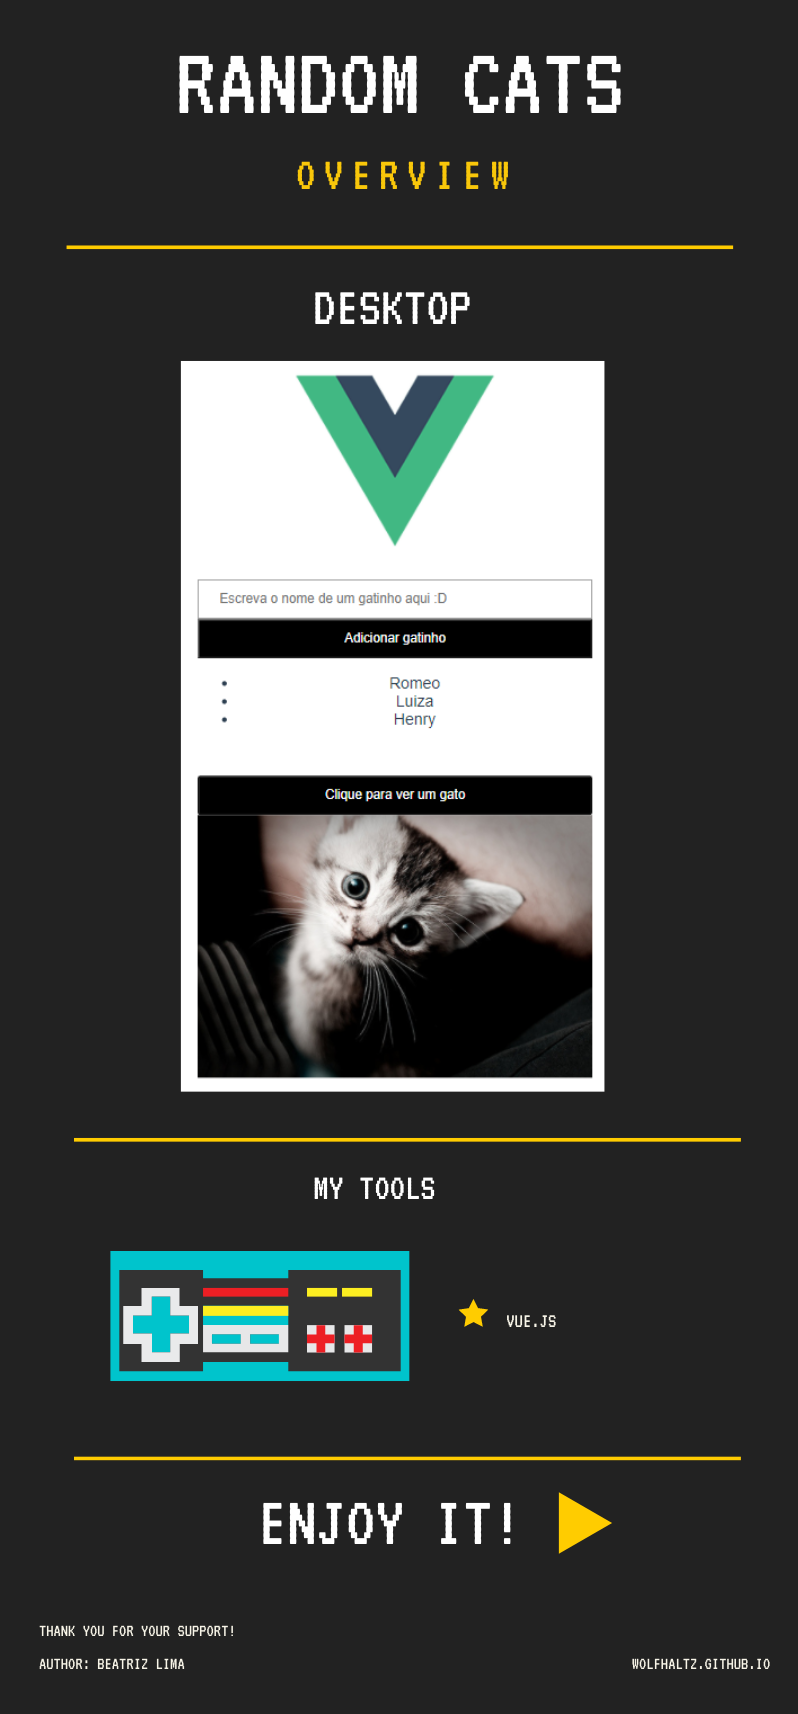 RANDOM CATS
OVERVIEW
DESKTOP
Escreva o nome de um gatinho aqui :D
Adicionar gatinho
Romeo
Luiza
Henry
Clique para ver um gato
MY TOOLS
VUE.JS
ENJOY IT!
THANK YOU FOR YOUR SUPPORT!
AUTHOR: BEATRIZ LIMA
WOLFHALTZ.GITHUB.IO